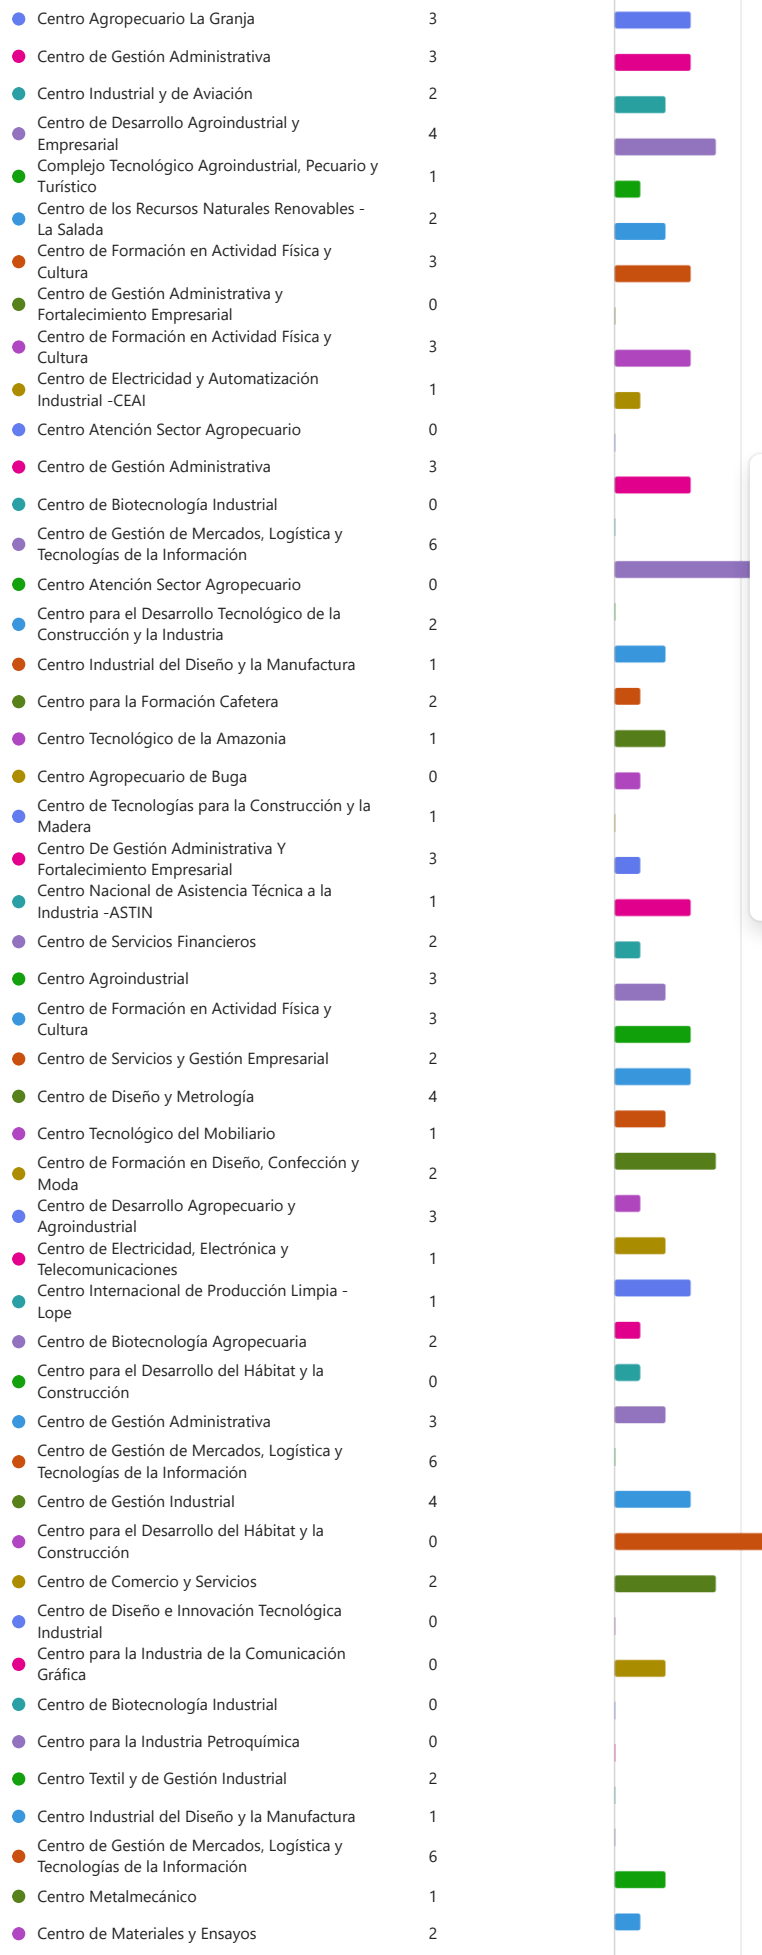 Centro Agropecuario La Granja 3
Centro de Gestión Administrativa 3
Centro Industrial y de Aviación 2
Centro de Desarrollo Agroindustrial y
Empresarial 4
Complejo Tecnológico Agroindustrial, Pecuario y
Turístico 1
Centro de los Recursos Naturales Renovables -
La Salada 2
Centro de Formación en Actividad Física y
Cultura 3
Centro de Gestión Administrativa y
Fortalecimiento Empresarial 0
Centro de Formación en Actividad Física y
Cultura 3
Centro de Electricidad y Automatización
Industrial -CEAI 1
Centro Atención Sector Agropecuario 0
Centro de Gestión Administrativa 3
Centro de Biotecnología Industrial 0
Centro de Gestión de Mercados, Logística y
Tecnologías de la Información 6
Centro Atención Sector Agropecuario 0
Centro para el Desarrollo Tecnológico de la
Construcción y la Industria 2
Centro Industrial del Diseño y la Manufactura 1
Centro para la Formación Cafetera 2
Centro Tecnológico de la Amazonia 1
Centro Agropecuario de Buga 0
Centro de Tecnologías para la Construcción y la
Madera 1
Centro De Gestión Administrativa Y
Fortalecimiento Empresarial 3
Centro Nacional de Asistencia Técnica a la
Industria -ASTIN 1
Centro de Servicios Financieros 2
Centro Agroindustrial 3
Centro de Formación en Actividad Física y
Cultura 3
Centro de Servicios y Gestión Empresarial 2
Centro de Diseño y Metrología 4
Centro Tecnológico del Mobiliario 1
Centro de Formación en Diseño, Confección y
Moda 2
Centro de Desarrollo Agropecuario y
Agroindustrial 3
Centro de Electricidad, Electrónica y
Telecomunicaciones 1
Centro Internacional de Producción Limpia -
Lope 1
Centro de Biotecnología Agropecuaria 2
Centro para el Desarrollo del Hábitat y la
Construcción 0
Centro de Gestión Administrativa 3
Centro de Gestión de Mercados, Logística y
Tecnologías de la Información 6
Centro de Gestión Industrial 4
Centro para el Desarrollo del Hábitat y la
Construcción 0
Centro de Comercio y Servicios 2
Centro de Diseño e Innovación Tecnológica
Industrial 0
Centro para la Industria de la Comunicación
Gráfica 0
Centro de Biotecnología Industrial 0
Centro para la Industria Petroquímica 0
Centro Textil y de Gestión Industrial 2
Centro Industrial del Diseño y la Manufactura 1
Centro de Gestión de Mercados, Logística y
Tecnologías de la Información 6
Centro Metalmecánico 1
Centro de Materiales y Ensayos 2